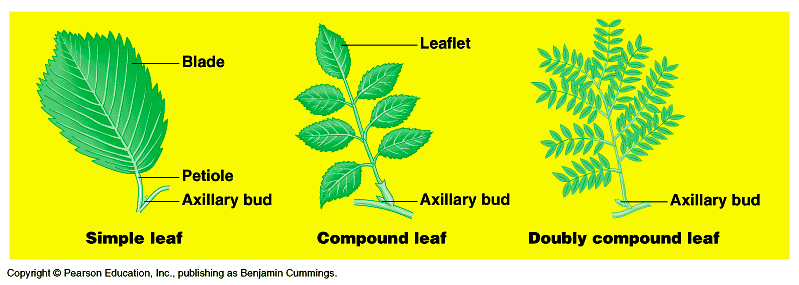 Blade
Petiole
Axillary bud
Simple leaf
Leaflet
Axillary bud
Compound leaf
Axillary bud
Doubly compound leaf
Copyright © Pearson Education, Inc., publishing as Benjamin Cummings.